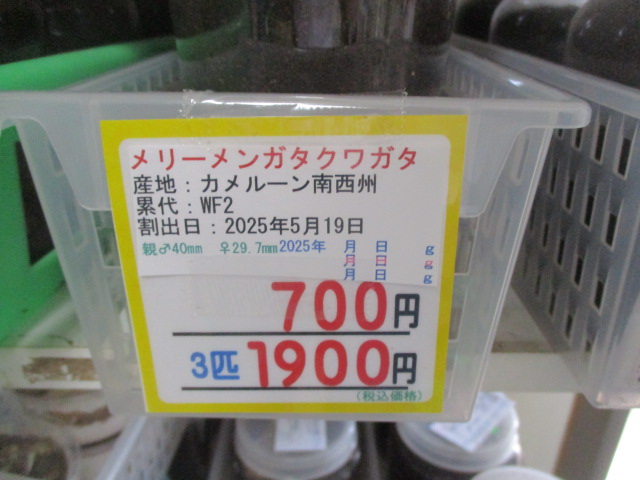 メリーメンガタクワガタ
産地：カメルーン南西州
累代：WF2
割出日：2025年5月19日
親♂40mm ♀29.7mm 2025年 月 日 g
月 日 g
月 日 g
700円
3匹 1900円
(税込価格)